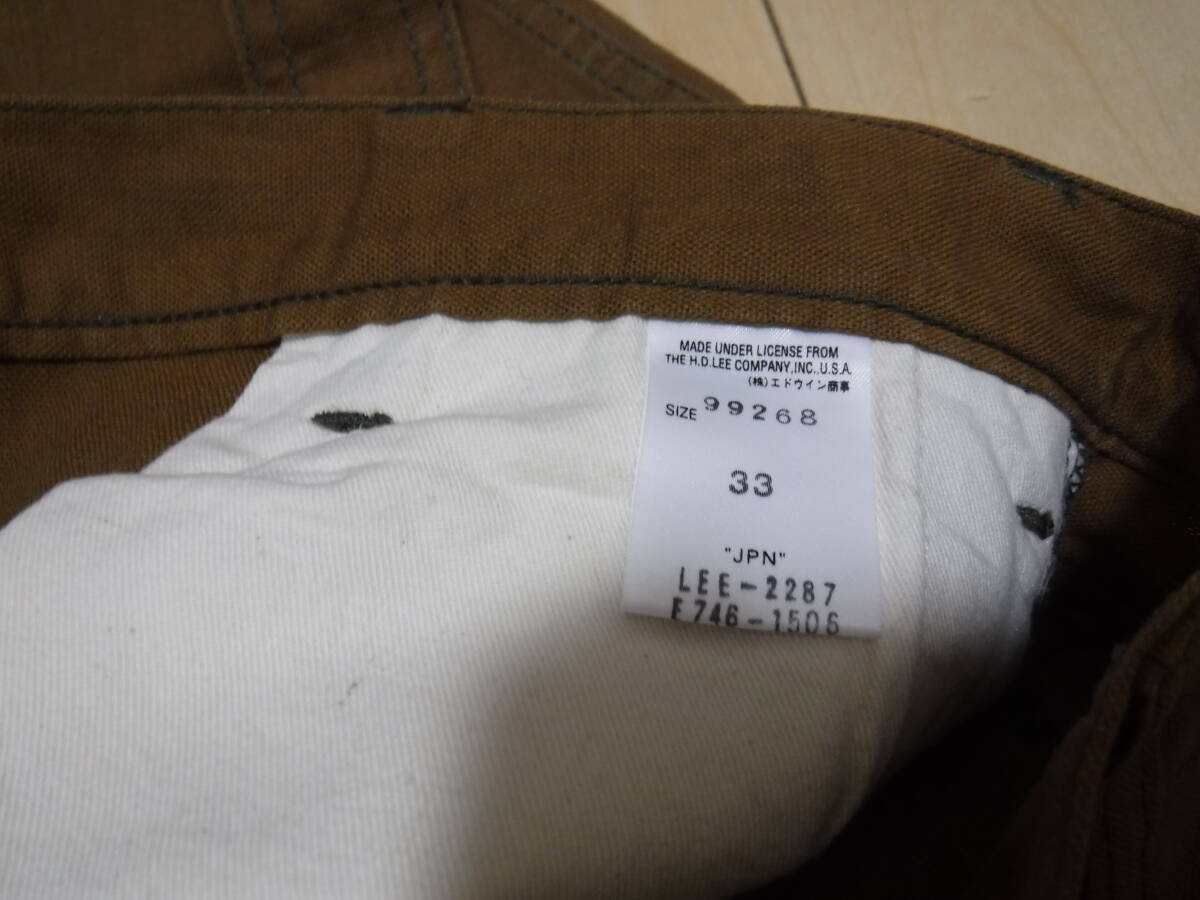 MADE UNDER LICENSE FROM
THE H.D.LEE COMPANY,INC.,U.S.A.
(株)エドウイン商事
SIZE 99268
33
"JPN"
LEE-2287
E746-1506